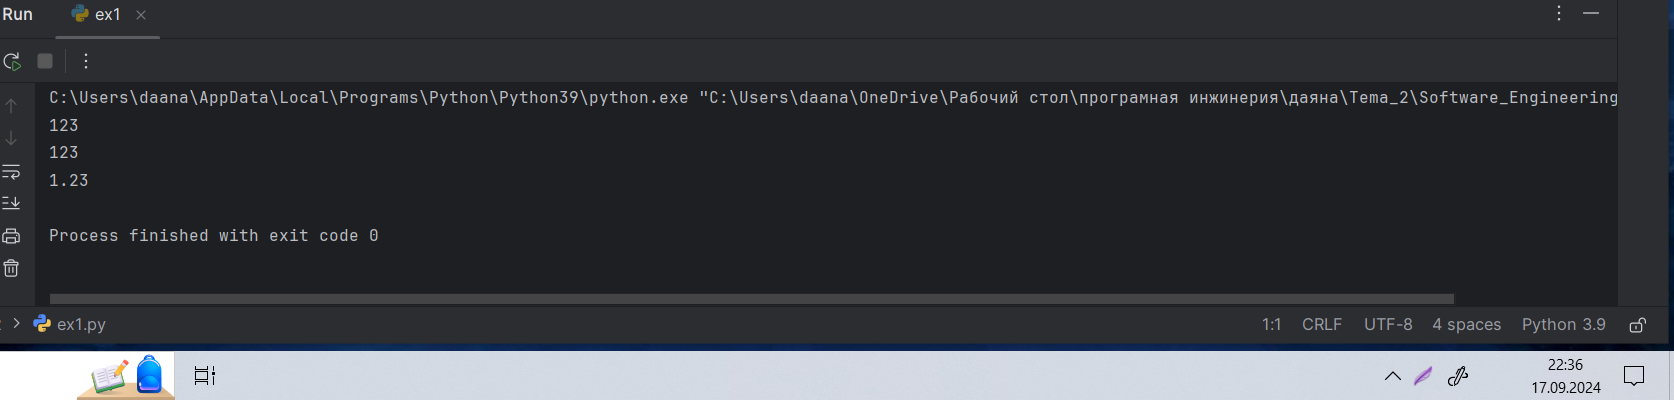 Run ex1
C:\Users\daana\AppData\Local\Programs\Python\Python39\python.exe "C:\Users\daana\OneDrive\Рабочий стол\програмная инжинерия\даяна\Tema_2\Software_Engineering
123
123
1.23
Process finished with exit code 0
ex1.py 1:1 CRLF UTF-8 4 spaces Python 3.9
22:36
17.09.2024